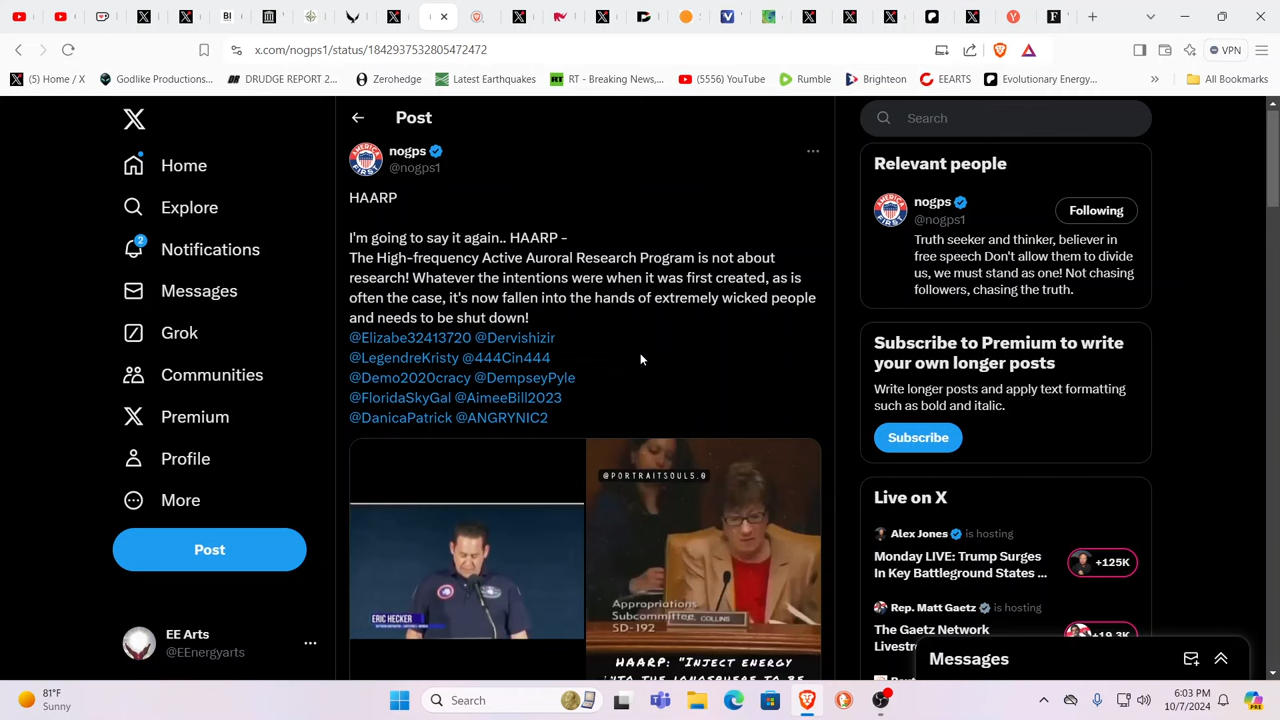 x.com/nogps1/status/1842937532805472472
VPN
(5) Home / X
Godlike Productions...
DRUDGE REPORT 2...
Zerohedge
Latest Earthquakes
RT - Breaking News,...
(5556) YouTube
Rumble
Brighteon
EEARTS
Evolutionary Energy...
All Bookmarks
Home
Explore
2
Notifications
Messages
Grok
Communities
Premium
Profile
More
Post
EE Arts
@EEnergyarts
Post
nogps
@nogps1
HAARP
I'm going to say it again.. HAARP -
The High-frequency Active Auroral Research Program is not about
research! Whatever the intentions were when it was first created, as is
often the case, it's now fallen into the hands of extremely wicked people
and needs to be shut down!
@Elizabe32413720 @Dervishizir
@LegendreKristy @444Cin444
@Demo2020cracy @DempseyPyle
@FloridaSkyGal @AimeeBill2023
@DanicaPatrick @ANGRYNIC2
ERIC HECKER
@PORTRAITSOUL5.0
Appropriations
Subcommittee
SD-192
COLLINS
HAARP: "INJECT ENERGY
Search
Relevant people
nogps
@nogps1
Following
Truth seeker and thinker, believer in
free speech Don't allow them to divide
us, we must stand as one! Not chasing
followers, chasing the truth.
Subscribe to Premium to write
your own longer posts
Write longer posts and apply text formatting
such as bold and italic.
Subscribe
Live on X
Alex Jones is hosting
Monday LIVE: Trump Surges
In Key Battleground States ...
+125K
Rep. Matt Gaetz is hosting
The Gaetz Network
Livestre
+19.3K
Messages
81°F
Sunny
Search
6:03 PM
10/7/2024